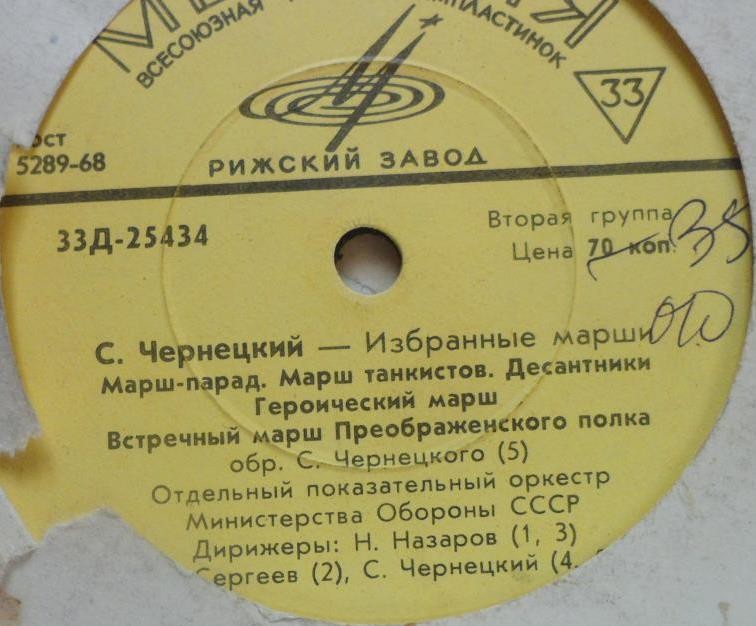 ВСЕСОЮЗНАЯ
33
5289-68
РИЖСКИЙ ЗАВОД
33Д-25434
Вторая группа
Цена 70 коп. 35
С. Чернецкий — Избранные марши
Марш-парад. Марш танкистов. Десантники
Героический марш
Встречный марш Преображенского полка
обр. С. Чернецкого (5)
Отдельный показательный оркестр
Министерства Обороны СССР
Дирижеры: Н. Назаров (1, 3)
Сергеев (2), С. Чернецкий (4.